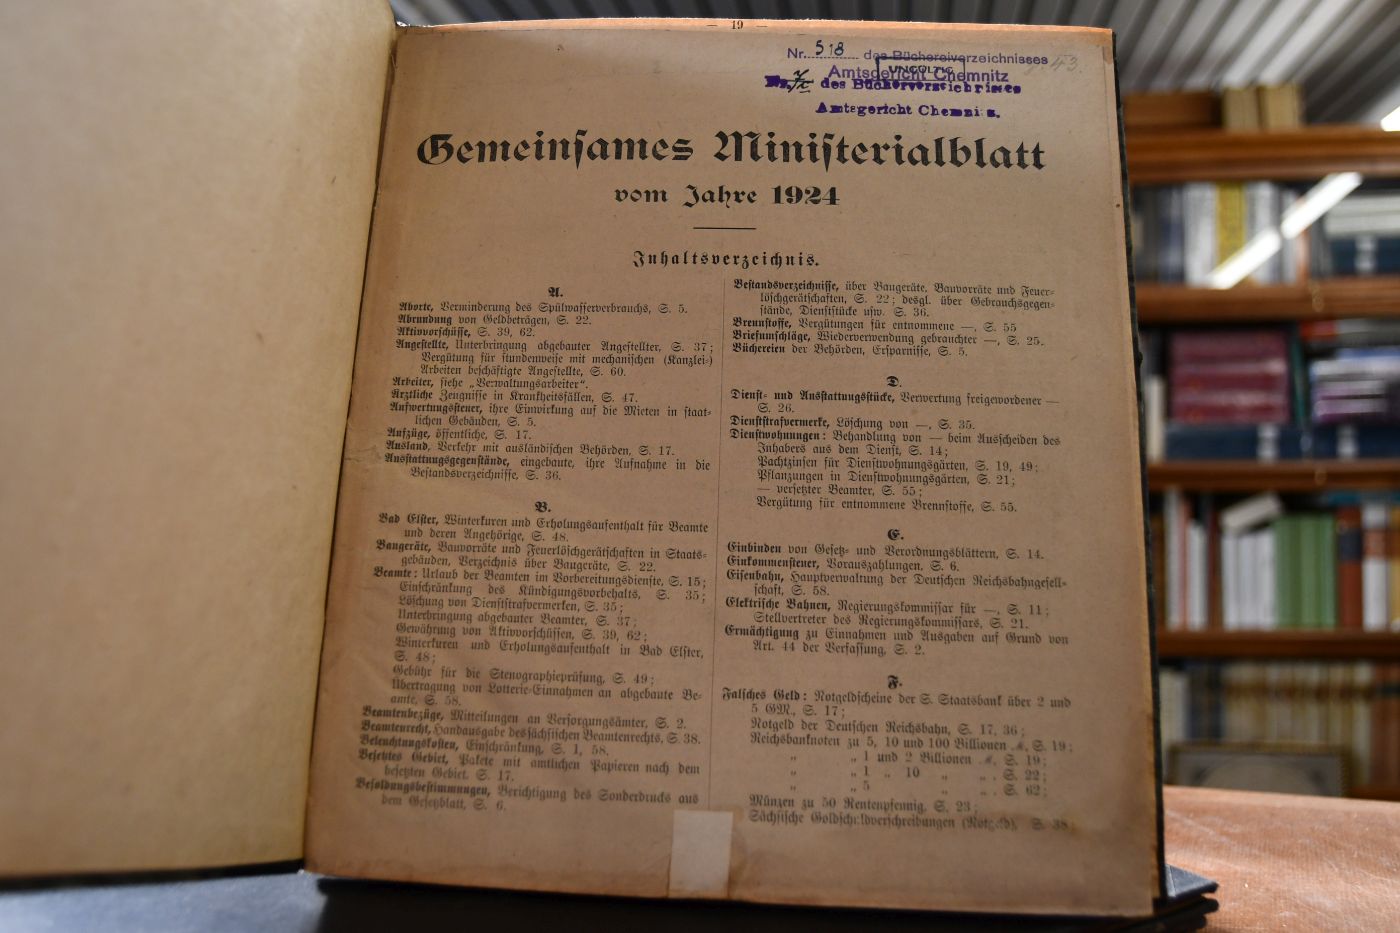 — 19 —
Nr. 518 des Büchereiverzeichnisses
Amtsgericht Chemnitz
UNGÜLTIG
des Bücherverzeichnisses
Amtsgericht Chemnitz.
43.
Gemeinsames Ministerialblatt
vom Jahre 1924
Inhaltsverzeichnis.
A.
Aborte, Verminderung des Spülwasserverbrauchs, S. 5.
Abrundung von Geldbeträgen, S. 22.
Aktivvorschüsse, S. 39, 62.
Angestellte, Unterbringung abgebauter Angestellter, S. 37;
Vergütung für stundenweise mit mechanischen (Kanzlei-)
Arbeiten beschäftigte Angestellte, S. 60.
Arbeiter, siehe „Verwaltungsarbeiter“.
Ärztliche Zeugnisse in Krankheitsfällen, S. 47.
Aufwertungssteuer, ihre Einwirkung auf die Mieten in staat-
lichen Gebäuden, S. 5.
Aufzüge, öffentliche, S. 17.
Ausland, Verkehr mit ausländischen Behörden, S. 17.
Ausstattungsgegenstände, eingebaute, ihre Aufnahme in die
Bestandsverzeichnisse, S. 36.
B.
Bad Elster, Winterkuren und Erholungsaufenthalt für Beamte
und deren Angehörige, S. 48.
Baugeräte, Bauvorräte und Feuerlöschgerätschaften in Staats-
gebäuden, Verzeichnis über Baugeräte, S. 22.
Beamte: Urlaub der Beamten im Vorbereitungsdienste, S. 15;
Einschränkung des Kündigungsvorbehalts, S. 35;
Löschung von Dienststrafvermerken, S. 35;
Unterbringung abgebauter Beamter, S. 37;
Gewährung von Aktivvorschüssen, S. 39, 62;
Winterkuren und Erholungsaufenthalt in Bad Elster,
S. 48;
Gebühr für die Stenographieprüfung, S. 49;
Übertragung von Lotterie-Einnahmen an abgebaute Be-
amte, S. 58.
Beamtenbezüge, Mitteilungen an Versorgungsämter, S. 2.
Beamtenrecht, Handausgabe des sächsischen Beamtenrechts, S. 38.
Beleuchtungskosten, Einschränkung, S. 1, 58.
Besetztes Gebiet, Pakete mit amtlichen Papieren nach dem
besetzten Gebiet, S. 17.
Besoldungsbestimmungen, Berichtigung des Sonderdrucks aus
dem Gesetzblatt, S. 6.
Bestandsverzeichnisse, über Baugeräte, Bauvorräte und Feuer-
löschgerätschaften, S. 22; desgl. über Gebrauchsgegen-
stände, Dienststücke usw. S. 36.
Brennstoffe, Vergütungen für entnommene —, S. 55
Briefumschläge, Wiederverwendung gebrauchter —, S. 25.
Büchereien der Behörden, Ersparnisse, S. 5.
D.
Dienst- und Ausstattungsstücke, Verwertung freigewordener —
S. 26.
Dienststrafvermerke, Löschung von —, S. 35.
Dienstwohnungen: Behandlung von — beim Ausscheiden des
Inhabers aus dem Dienst, S. 14;
Pachtzinsen für Dienstwohnungsgärten, S. 19, 49;
Pflanzungen in Dienstwohnungsgärten, S. 21;
— versetzter Beamter, S. 55;
Vergütung für entnommene Brennstoffe, S. 55.
E.
Einbinden von Gesetz- und Verordnungsblättern, S. 14.
Einkommensteuer, Vorauszahlungen, S. 6.
Eisenbahn, Hauptverwaltung der Deutschen Reichsbahngesell-
schaft, S. 58.
Elektrische Bahnen, Regierungskommissar für —, S. 11;
Stellvertreter des Regierungskommissars, S. 21.
Ermächtigung zu Einnahmen und Ausgaben auf Grund von
Art. 44 der Verfassung, S. 2.
F.
Falsches Geld: Notgeldscheine der S. Staatsbank über 2 und
5 GM., S. 17;
Notgeld der Deutschen Reichsbahn, S. 17, 36;
Reichsbanknoten zu 5, 10 und 100 Billionen ℳ, S. 19;
„ „ 1 und 2 Billionen ℳ, S. 19;
„ „ 1 „ 10 „ „ . S. 22;
„ „ 5 „ „ . S. 62;
Münzen zu 50 Rentenpfennig, S. 23;
Sächsische Goldschuldverschreibungen (Notgeld), S. 38;